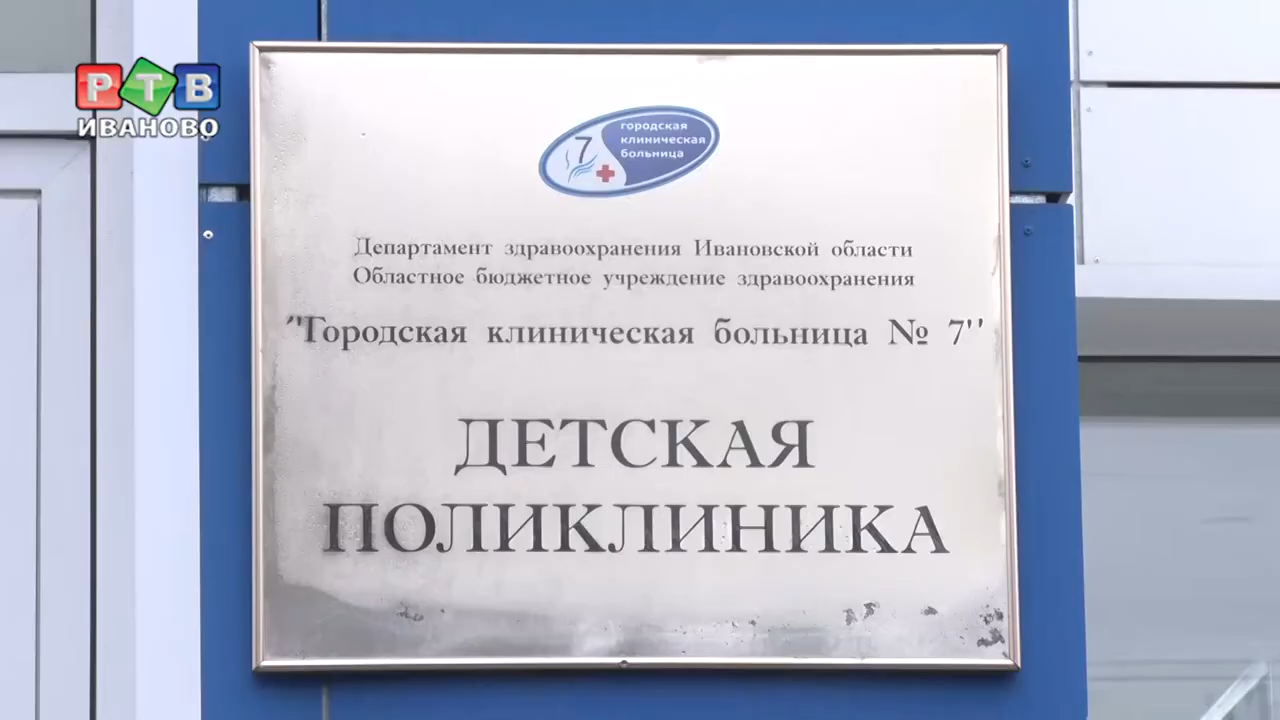 РТВ
ИВАНОВО
7
городская
клиническая
больница
Департамент здравоохранения Ивановской области
Областное бюджетное учреждение здравоохранения
"Городская клиническая больница № 7"
ДЕТСКАЯ
ПОЛИКЛИНИКА